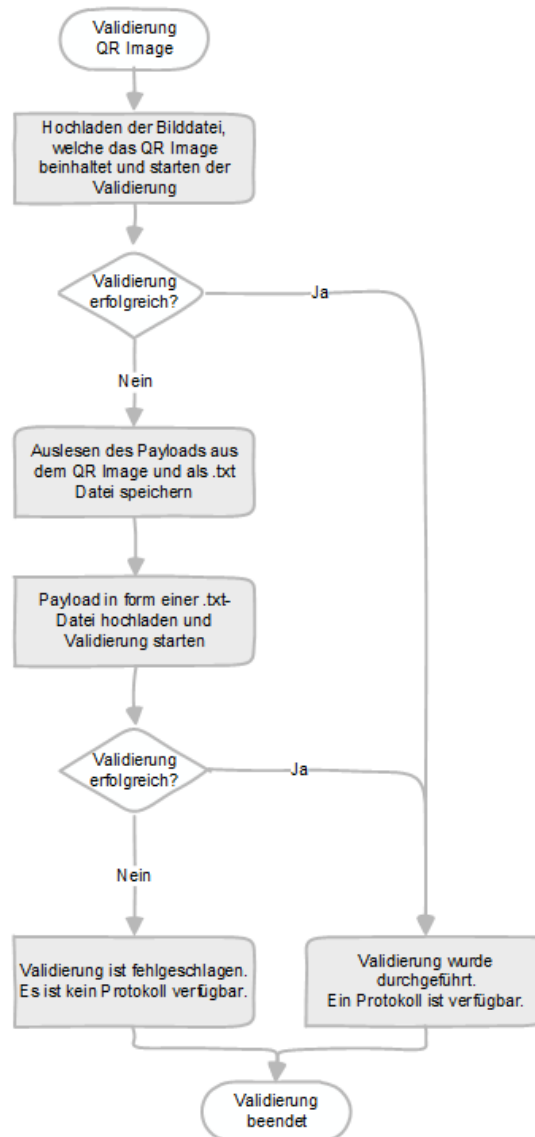 Validierung
QR Image
Hochladen der Bilddatei,
welche das QR Image
beinhaltet und starten der
Validierung
Validierung
erfolgreich?
Ja
Nein
Auslesen des Payloads aus
dem QR Image und als .txt
Datei speichern
Payload in form einer .txt-
Datei hochladen und
Validierung starten
Validierung
erfolgreich?
Ja
Nein
Validierung ist fehlgeschlagen.
Es ist kein Protokoll verfügbar.
Validierung wurde
durchgeführt.
Ein Protokoll ist verfügbar.
Validierung
beendet